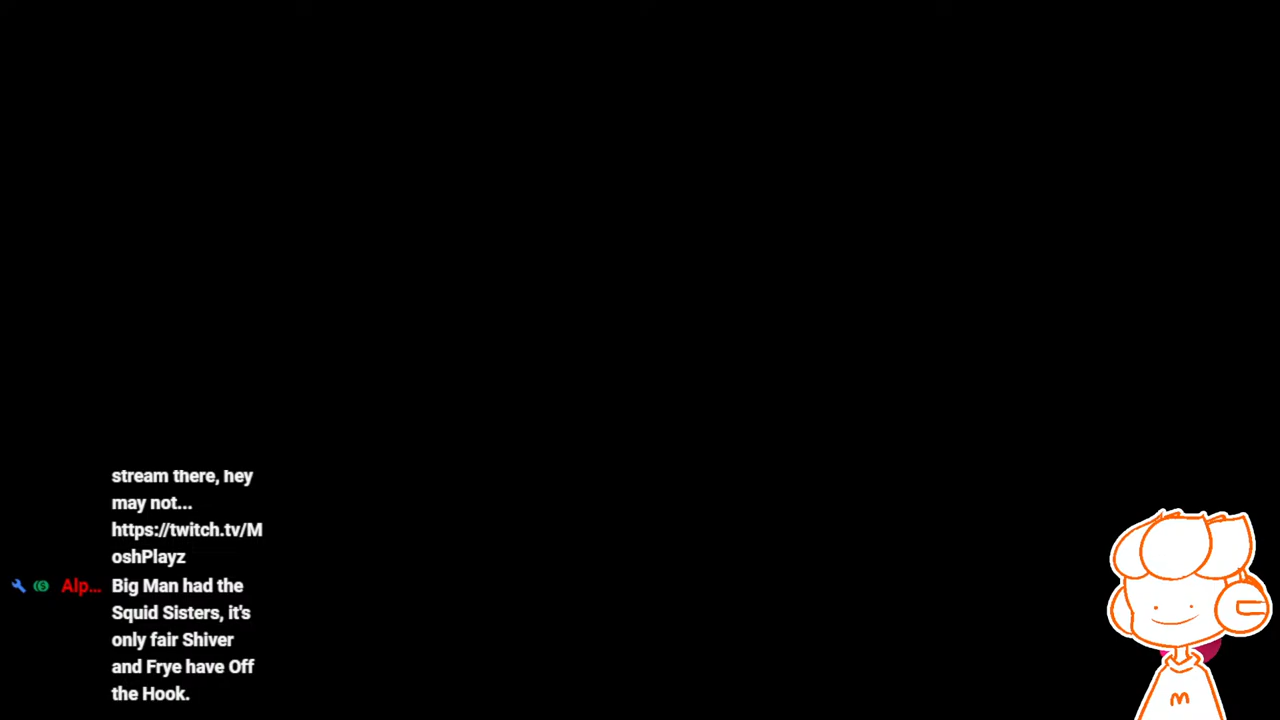 stream there, hey
may not...
https://twitch.tv/M
oshPlayz
Alp... Big Man had the
Squid Sisters, it's
only fair Shiver
and Frye have Off
the Hook.
m